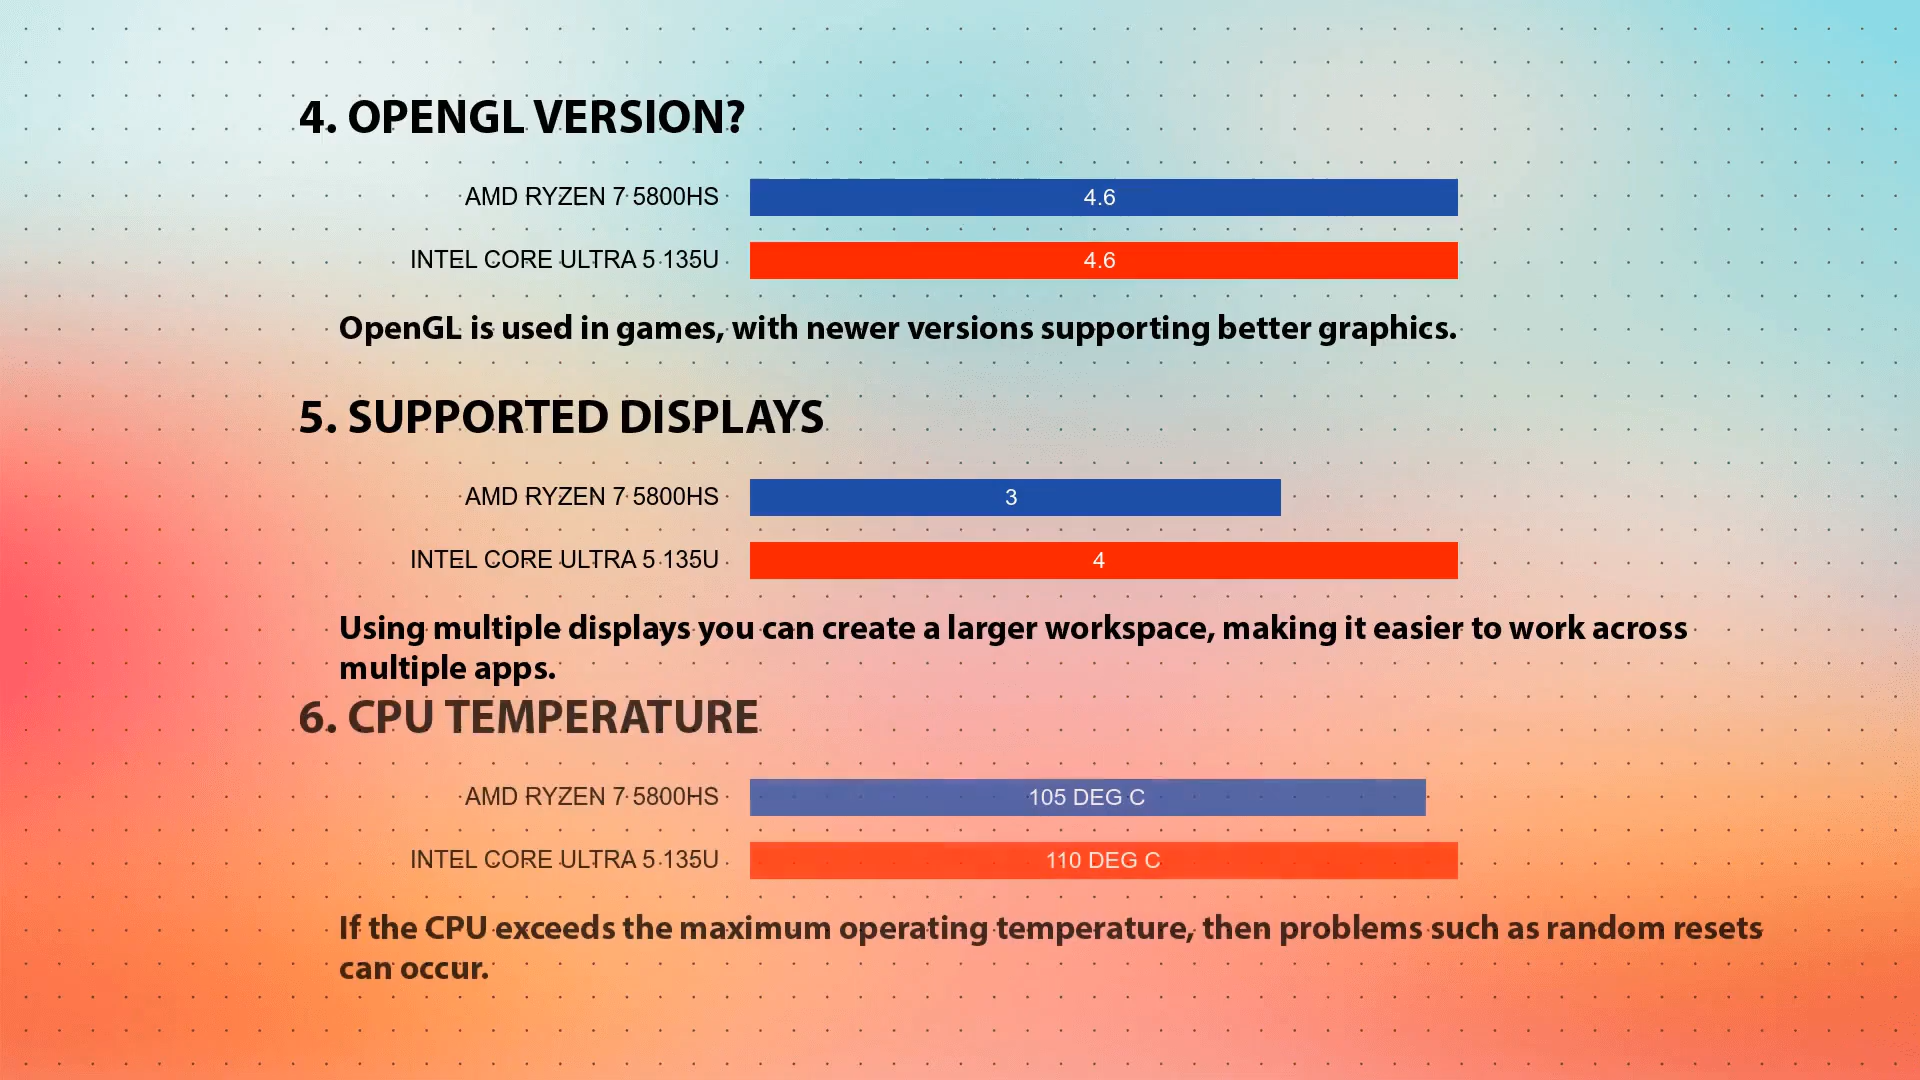 4. OPENGL VERSION?
AMD RYZEN 7 5800HS
4.6
INTEL CORE ULTRA 5 135U
4.6
OpenGL is used in games, with newer versions supporting better graphics.
5. SUPPORTED DISPLAYS
AMD RYZEN 7 5800HS
3
INTEL CORE ULTRA 5 135U
4
Using multiple displays you can create a larger workspace, making it easier to work across
multiple apps.
6. CPU TEMPERATURE
AMD RYZEN 7 5800HS
105 DEG C
INTEL CORE ULTRA 5 135U
110 DEG C
If the CPU exceeds the maximum operating temperature, then problems such as random resets
can occur.